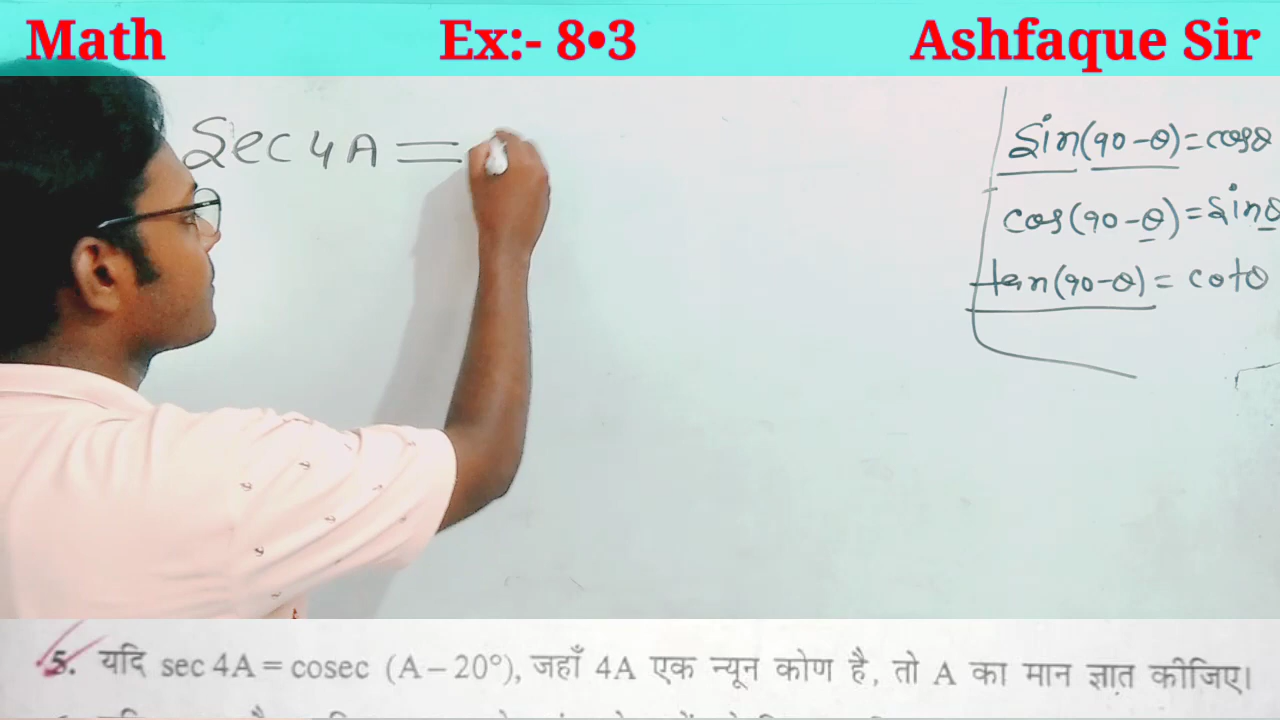 Math Ex:- 8•3 Ashfaque Sir
Sec 4A =
Sin(90-θ)=cosθ
cos(90-θ)=sinθ
tan(90-θ)= cotθ
5. यदि sec 4A = cosec (A – 20°), जहाँ 4A एक न्यून कोण है, तो A का मान ज्ञात कीजिए।